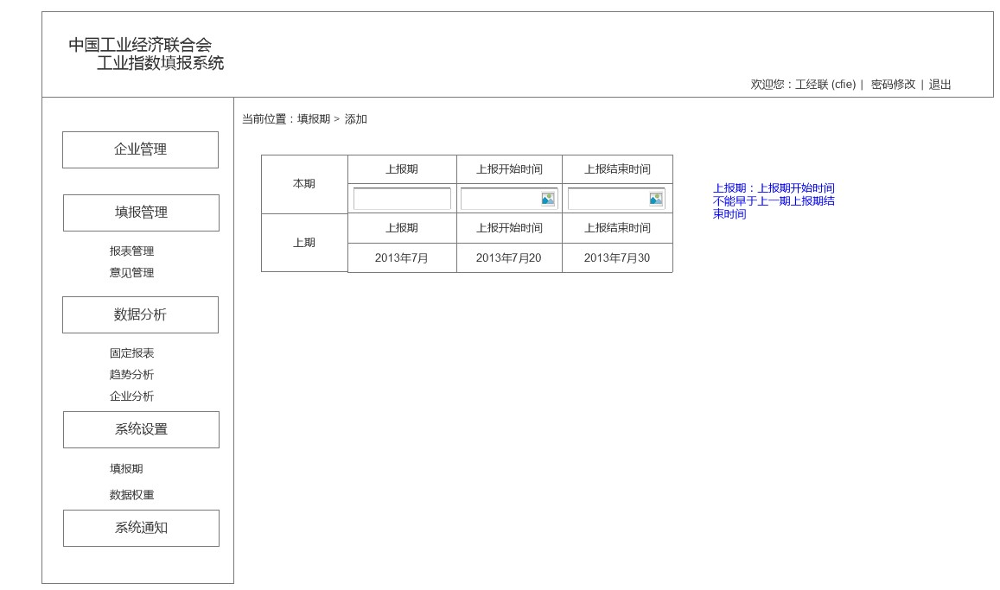 中国工业经济联合会
工业指数填报系统
欢迎您：工经联 (cfie) |  密码修改 | 退出
当前位置：填报期 > 添加
企业管理
填报管理
报表管理
意见管理
数据分析
固定报表
趋势分析
企业分析
系统设置
填报期
数据权重
系统通知
本期
上报期 上报开始时间 上报结束时间
上期
上报期 上报开始时间 上报结束时间
2013年7月 2013年7月20 2013年7月30
上报期：上报期开始时间
不能早于上一期上报期结
束时间